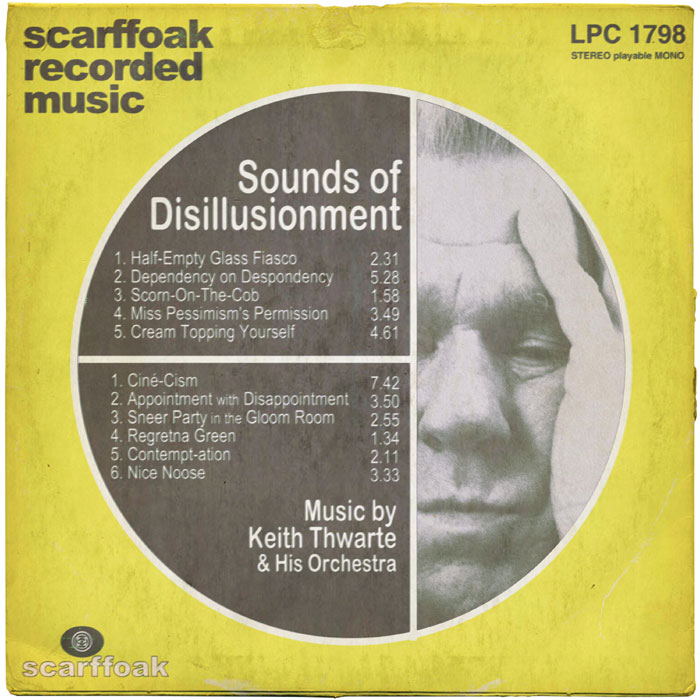 scarffoak
recorded
music
LPC 1798
STEREO playable MONO
Sounds of
Disillusionment
1. Half-Empty Glass Fiasco 2.31
2. Dependency on Despondency 5.28
3. Scorn-On-The-Cob 1.58
4. Miss Pessimism's Permission 3.49
5. Cream Topping Yourself 4.61
1. Ciné-Cism 7.42
2. Appointment with Disappointment 3.50
3. Sneer Party in the Gloom Room 2.55
4. Regretna Green 1.34
5. Contempt-ation 2.11
6. Nice Noose 3.33
Music by
Keith Thwarte
& His Orchestra
scarffoak